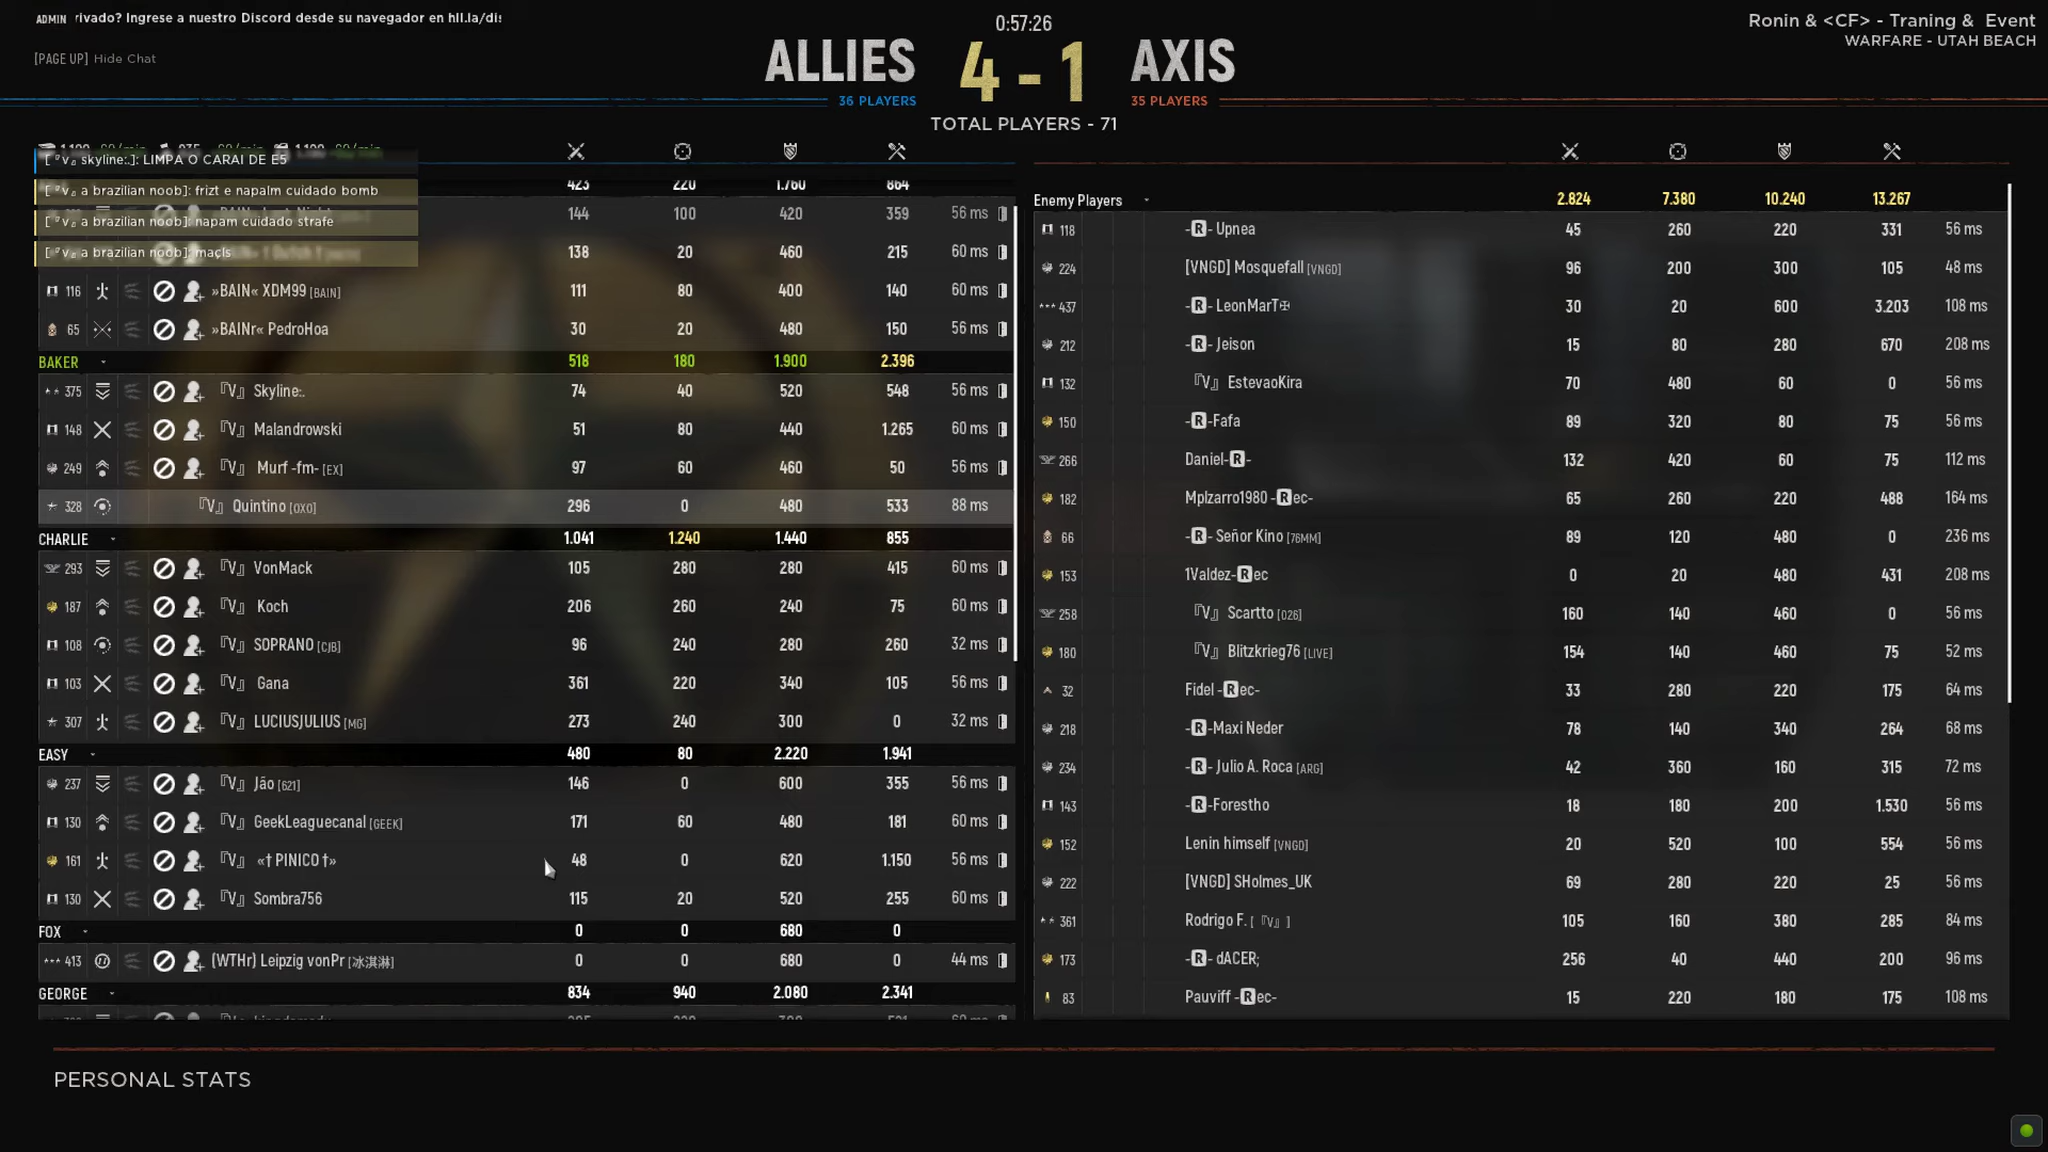 ADMIN rivado? Ingrese a nuestro Discord desde su navegador en hll.la/di
[PAGE UP] Hide Chat
0:57:26
ALLIES 4 - 1 AXIS
36 PLAYERS 35 PLAYERS
TOTAL PLAYERS - 71
Ronin & <CF> - Traning & Event
WARFARE - UTAH BEACH
[『V』 skyline:.]: LIMPA O CARAI DE E5
[『V』 a brazilian noob]: frizt e napalm cuidado bomb
[『V』 a brazilian noob]: napam cuidado strafe
[『V』 a brazilian noob]: maçIs
423 220 1.760 864
144 100 420 359 56 ms
138 20 460 215 60 ms
116 »BAIN« XDM99 [BAIN] 111 80 400 140 60 ms
65 »BAINr« PedroHoa 30 20 480 150 56 ms
BAKER 518 180 1.900 2.396
375 『V』 Skyline:. 74 40 520 548 56 ms
148 『V』 Malandrowski 51 80 440 1.265 60 ms
249 『V』 Murf -fm- [EX] 97 60 460 50 56 ms
328 『V』 Quintino [OXO] 296 0 480 533 88 ms
CHARLIE 1.041 1.240 1.440 855
293 『V』 VonMack 105 280 280 415 60 ms
187 『V』 Koch 206 260 240 75 60 ms
108 『V』 SOPRANO [CJB] 96 240 280 260 32 ms
103 『V』 Gana 361 220 340 105 56 ms
307 『V』 LUCIUSJULIUS [MG] 273 240 300 0 32 ms
EASY 480 80 2.220 1.941
237 『V』 Jão [621] 146 0 600 355 56 ms
130 『V』 GeekLeaguecanal [GEEK] 171 60 480 181 60 ms
161 『V』 «† PINICO †» 48 0 620 1.150 56 ms
130 『V』 Sombra756 115 20 520 255 60 ms
FOX 0 0 680 0
413 (WTHr) Leipzig vonPr [冰淇淋] 0 0 680 0 44 ms
GEORGE 834 940 2.080 2.341
Enemy Players 2.824 7.380 10.240 13.267
118 -R- Upnea 45 260 220 331 56 ms
224 [VNGD] Mosquefall [VNGD] 96 200 300 105 48 ms
437 -R- LeonMarT✠ 30 20 600 3.203 108 ms
212 -R- Jeison 15 80 280 670 208 ms
132 『V』 EstevaoKira 70 480 60 0 56 ms
150 -R-Fafa 89 320 80 75 56 ms
266 Daniel-R- 132 420 60 75 112 ms
182 Mplzarro1980 -Rec- 65 260 220 488 164 ms
66 -R- Señor Kino [76MM] 89 120 480 0 236 ms
153 1Valdez-Rec 0 20 480 431 208 ms
258 『V』 Scartto [026] 160 140 460 0 56 ms
180 『V』 Blitzkrieg76 [LIVE] 154 140 460 75 52 ms
32 Fidel -Rec- 33 280 220 175 64 ms
218 -R-Maxi Neder 78 140 340 264 68 ms
234 -R- Julio A. Roca [ARG] 42 360 160 315 72 ms
143 -R-Forestho 18 180 200 1.530 56 ms
152 Lenin himself [VNGD] 20 520 100 554 56 ms
222 [VNGD] SHolmes_UK 69 280 220 25 56 ms
361 Rodrigo F. [『V』] 105 160 380 285 84 ms
173 -R- dACER; 256 40 440 200 96 ms
83 Pauviff -Rec- 15 220 180 175 108 ms
PERSONAL STATS